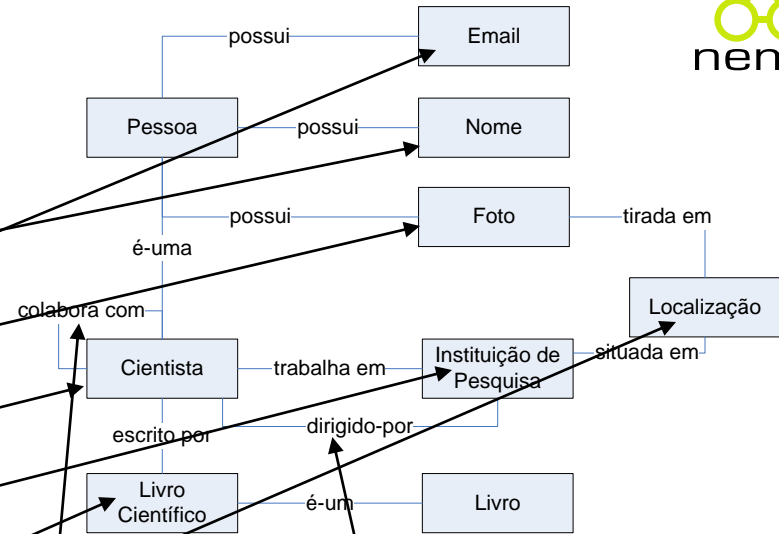 possui
Email
nen
Pessoa
possui
Nome
possui
Foto
tirada em
é-uma
colabora com
Localização
Cientista
trabalha em
Instituição de
Pesquisa
situada em
escrito por
dirigido-por
Livro
Científico
é-um
Livro